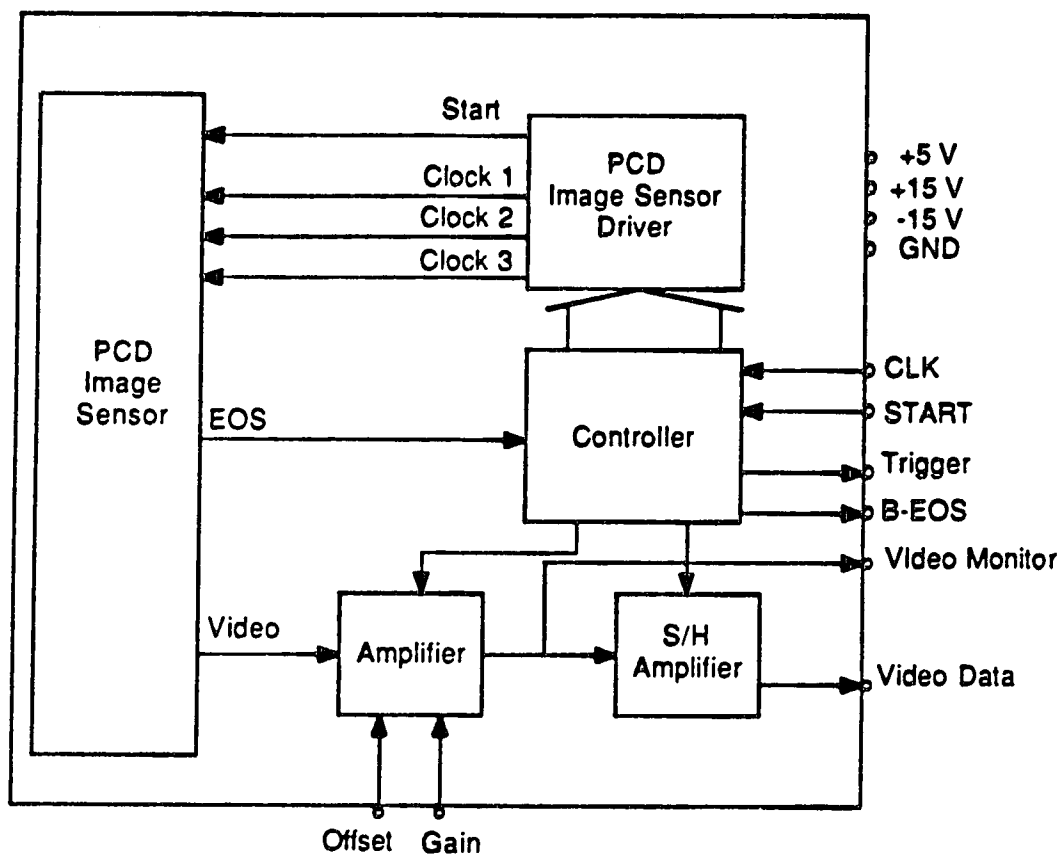 Start
Clock 1
Clock 2
Clock 3
PCD
Image Sensor
Driver
+5 V
+15 V
-15 V
GND
PCD
Image
Sensor
EOS
Controller
CLK
START
Trigger
B-EOS
VIdeo Monitor
Video
Amplifier
S/H
Amplifier
Video Data
Offset
Gain